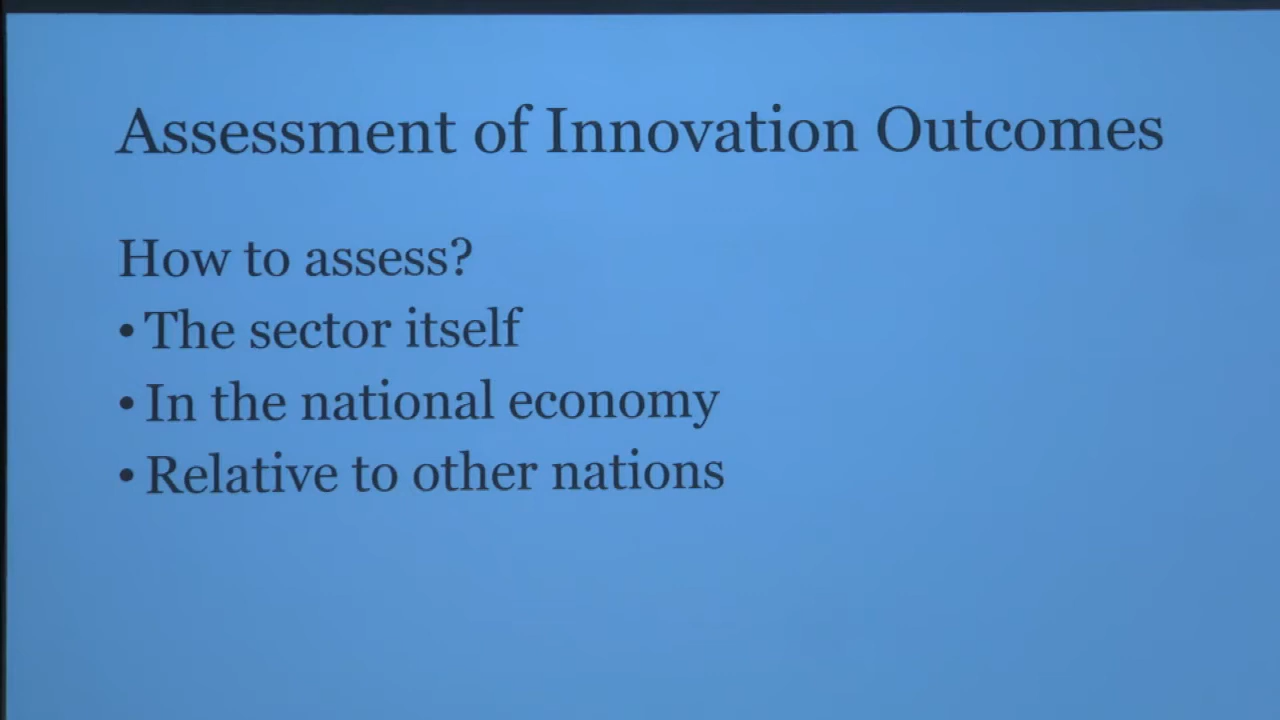 Assessment of Innovation Outcomes
How to assess?
• The sector itself
• In the national economy
• Relative to other nations